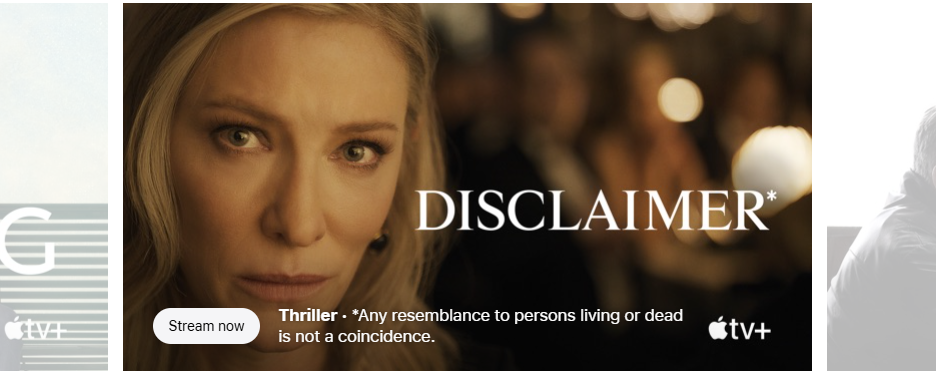 G
tv+
DISCLAIMER*
Stream now
Thriller · *Any resemblance to persons living or dead
is not a coincidence.
tv+